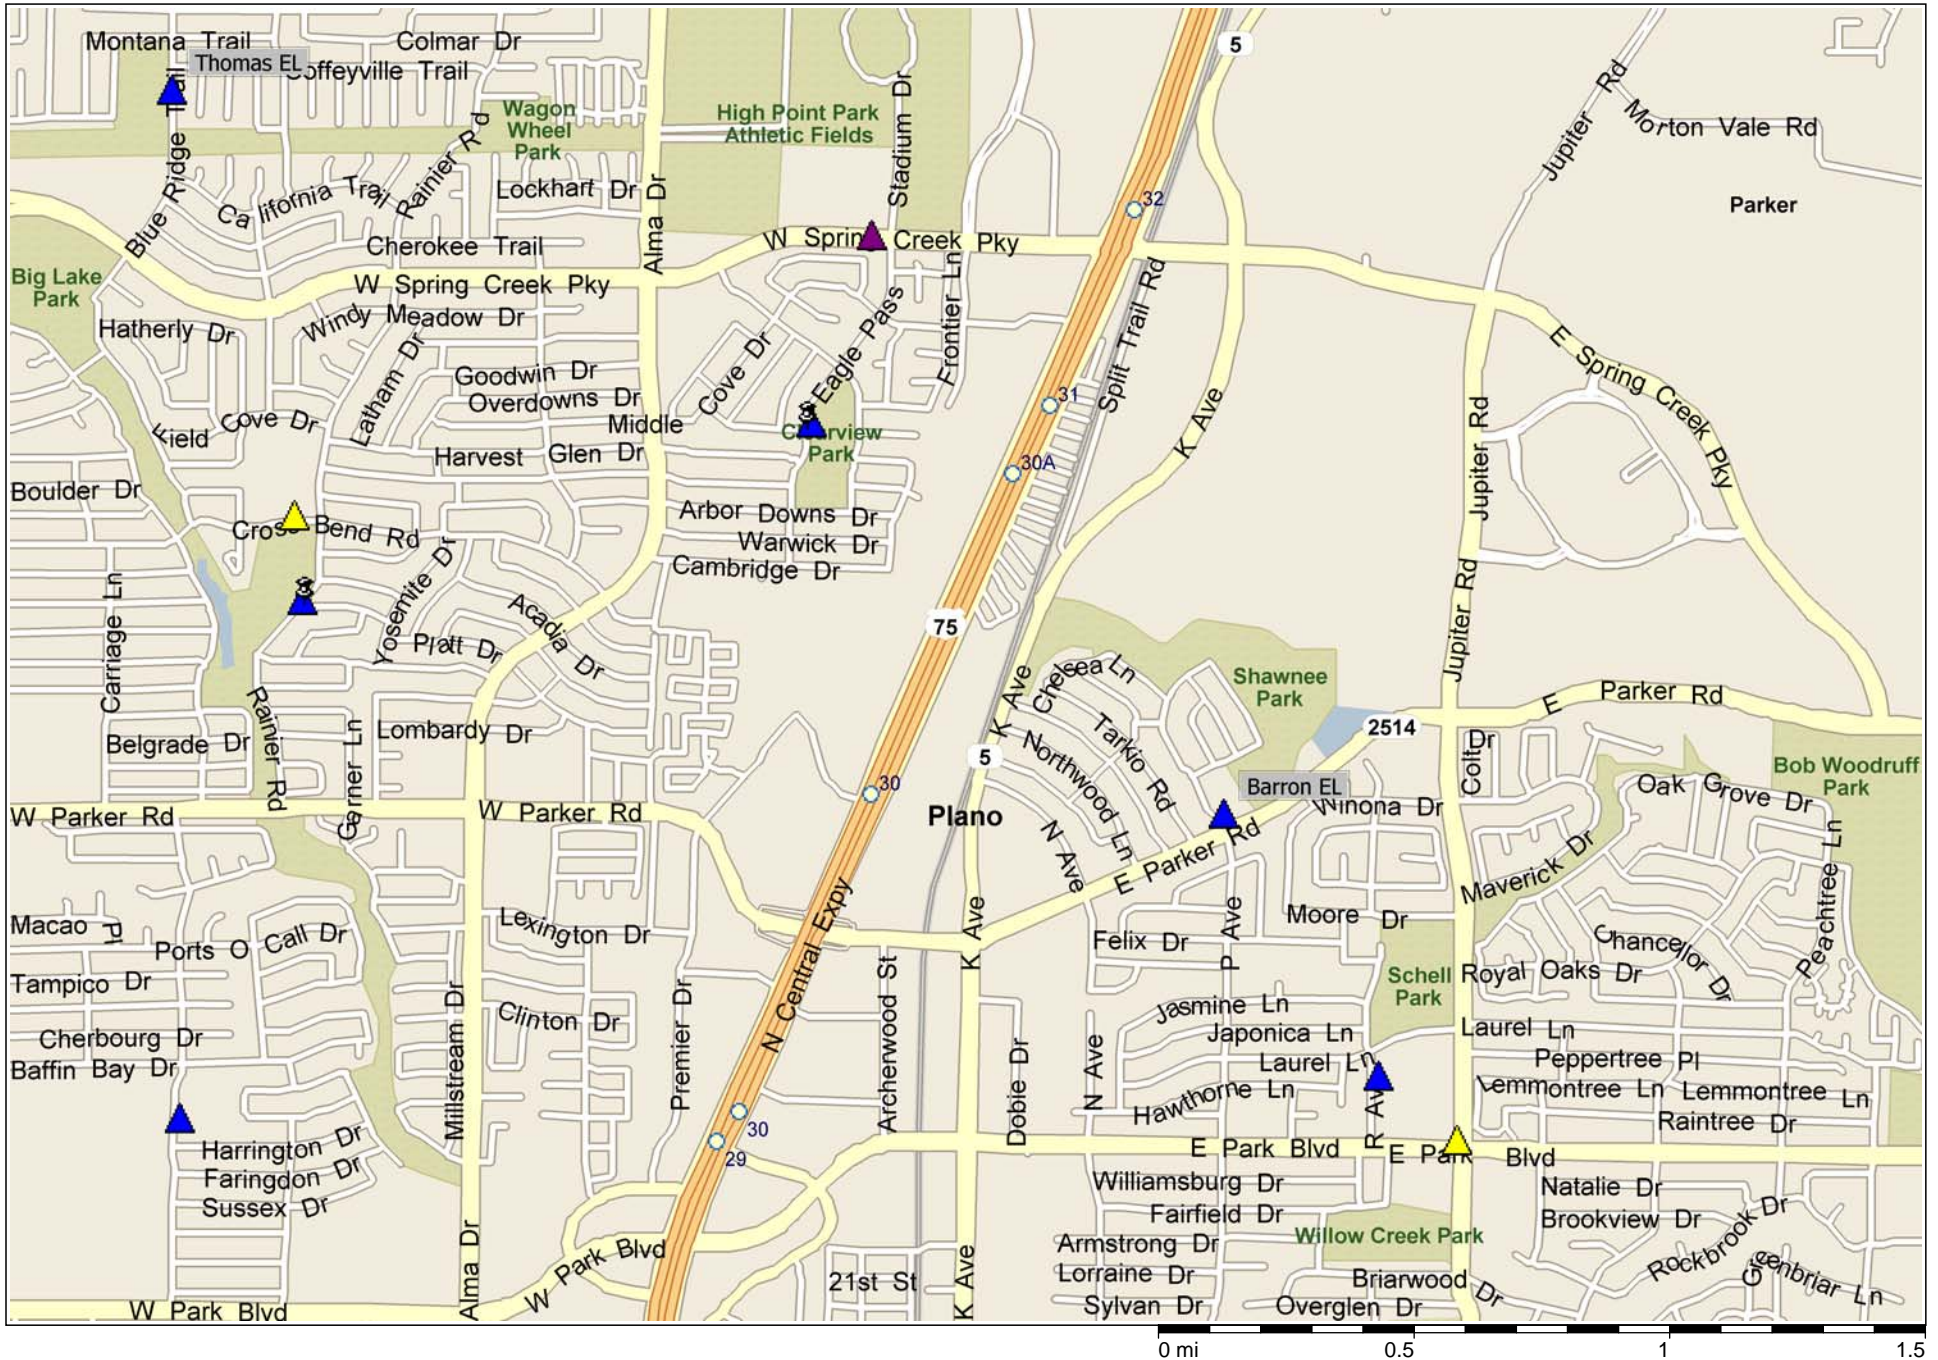 Montana Trail
Colmar Dr
5
Thomas EL
Coffeyville Trail
Blue Ridge Trail
Wagon
Wheel
Park
High Point Park
Athletic Fields
Stadium Dr
Jupiter Rd
Morton Vale Rd
Parker
32
California Trail
Rainier Rd
Lockhart Dr
Alma Dr
Cherokee Trail
W Spring Creek Pky
W Spring Creek Pky
Big Lake
Park
Hatherly Dr
Windy Meadow Dr
Latham Dr
Goodwin Dr
Overdowns Dr
Middle
Cove Dr
Field Cove Dr
Harvest Glen Dr
Cove Dr
Eagle Pass
Frontier Ln
Clearview
Park
31
30A
Split Trail Rd
K Ave
Jupiter Rd
E Spring Creek Pky
Boulder Dr
Cross Bend Rd
Arbor Downs Dr
Warwick Dr
Cambridge Dr
Carriage Ln
Yosemite Dr
Acadia Dr
Platt Dr
75
Jupiter Rd
Rainier Rd
Garner Ln
Lombardy Dr
Belgrade Dr
K Ave
Chelsea Ln
Shawnee
Park
E Parker Rd
2514
Tarkio Rd
Northwood Ln
5
Colt Dr
Bob Woodruff
Park
Oak Grove Dr
Barron EL
Winona Dr
30
Plano
W Parker Rd
W Parker Rd
N Ave
E Parker Rd
Maverick Dr
Peachtree Ln
Macao Pl
Ports O Call Dr
Lexington Dr
N Central Expy
K Ave
Felix Dr
P Ave
Moore Dr
Chancellor Dr
Tampico Dr
Schell
Park
Royal Oaks Dr
Millstream Dr
Clinton Dr
Premier Dr
Archerwood St
Dobie Dr
N Ave
Jasmine Ln
Japonica Ln
Laurel Ln
Laurel Ln
Cherbourg Dr
Baffin Bay Dr
Peppertree Pl
Hawthorne Ln
Lemmontree Ln
Lemmontree Ln
Raintree Dr
R Ave
30
29
Harrington Dr
Faringdon Dr
Sussex Dr
E Park Blvd
E Park Blvd
Williamsburg Dr
Fairfield Dr
Natalie Dr
Brookview Dr
Rockbrook Dr
Greenbriar Ln
Willow Creek Park
Armstrong Dr
Lorraine Dr
Sylvan Dr
Briarwood Dr
Overglen Dr
21st St
K Ave
Alma Dr
W Park Blvd
W Park Blvd
0 mi
0.5
1
1.5